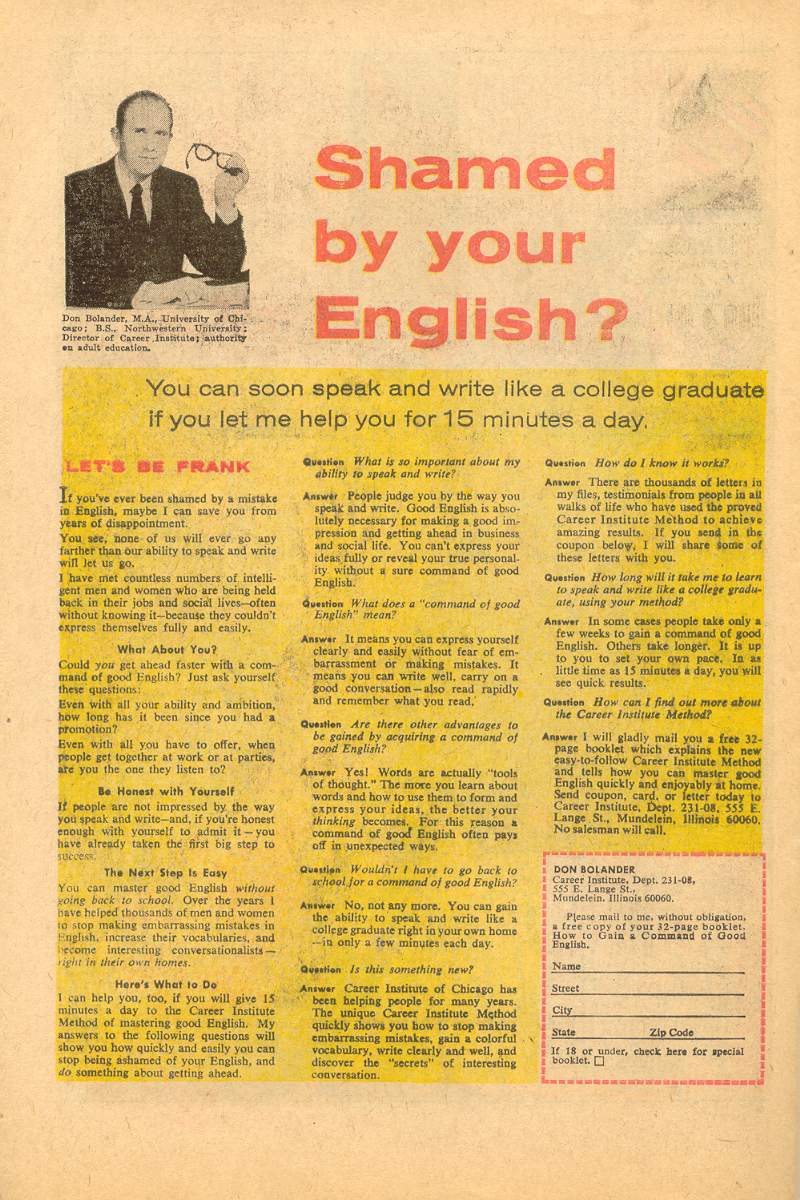 Shamed
by your
English?
Don Bolander, M.A., University of Chi-
cago; B.S., Northwestern University;
Director of Career Institute; authority
on adult education.
You can soon speak and write like a college graduate
if you let me help you for 15 minutes a day.
LET'S BE FRANK
If you've ever been shamed by a mistake
in English, maybe I can save you from
years of disappointment.
You see, none of us will ever go any
farther than our ability to speak and write
will let us go.
I have met countless numbers of intelli-
gent men and women who are being held
back in their jobs and social lives—often
without knowing it—because they couldn't
express themselves fully and easily.
What About You?
Could you get ahead faster with a com-
mand of good English? Just ask yourself
these questions:
Even with all your ability and ambition,
how long has it been since you had a
promotion?
Even with all you have to offer, when
people get together at work or at parties,
are you the one they listen to?
Be Honest with Yourself
If people are not impressed by the way
you speak and write—and, if you're honest
enough with yourself to admit it—you
have already taken the first big step to
success.
The Next Step Is Easy
You can master good English without
going back to school. Over the years I
have helped thousands of men and women
to stop making embarrassing mistakes in
English, increase their vocabularies, and
become interesting conversationalists—
right in their own homes.
Here's What to Do
I can help you, too, if you will give 15
minutes a day to the Career Institute
Method of mastering good English. My
answers to the following questions will
show you how quickly and easily you can
stop being ashamed of your English, and
do something about getting ahead.
Question What is so important about my
ability to speak and write?
Answer People judge you by the way you
speak and write. Good English is abso-
lutely necessary for making a good im-
pression and getting ahead in business
and social life. You can't express your
ideas fully or reveal your true personal-
ity without a sure command of good
English.
Question What does a "command of good
English" mean?
Answer It means you can express yourself
clearly and easily without fear of em-
barrassment or making mistakes. It
means you can write well, carry on a
good conversation—also read rapidly
and remember what you read.
Question Are there other advantages to
be gained by acquiring a command of
good English?
Answer Yes! Words are actually "tools
of thought." The more you learn about
words and how to use them to form and
express your ideas, the better your
thinking becomes. For this reason a
command of good English often pays
off in unexpected ways.
Question Wouldn't I have to go back to
school for a command of good English?
Answer No, not any more. You can gain
the ability to speak and write like a
college graduate right in your own home
—in only a few minutes each day.
Question Is this something new?
Answer Career Institute of Chicago has
been helping people for many years.
The unique Career Institute Method
quickly shows you how to stop making
embarrassing mistakes, gain a colorful
vocabulary, write clearly and well, and
discover the "secrets" of interesting
conversation.
Question How do I know it works?
Answer There are thousands of letters in
my files, testimonials from people in all
walks of life who have used the proved
Career Institute Method to achieve
amazing results. If you send in the
coupon below, I will share some of
these letters with you.
Question How long will it take me to learn
to speak and write like a college gradu-
ate, using your method?
Answer In some cases people take only a
few weeks to gain a command of good
English. Others take longer. It is up
to you to set your own pace. In as
little time as 15 minutes a day, you will
see quick results.
Question How can I find out more about
the Career Institute Method?
Answer I will gladly mail you a free 32-
page booklet which explains the new
easy-to-follow Career Institute Method
and tells how you can master good
English quickly and enjoyably at home.
Send coupon, card, or letter today to
Career Institute, Dept. 231-08, 555 E.
Lange St., Mundelein, Illinois 60060.
No salesman will call.
DON BOLANDER
Career Institute, Dept. 231-08,
555 E. Lange St.,
Mundelein, Illinois 60060.
Please mail to me, without obligation,
a free copy of your 32-page booklet.
How to Gain a Command of Good
English.
Name
Street
City
State Zip Code
If 18 or under, check here for special
booklet.